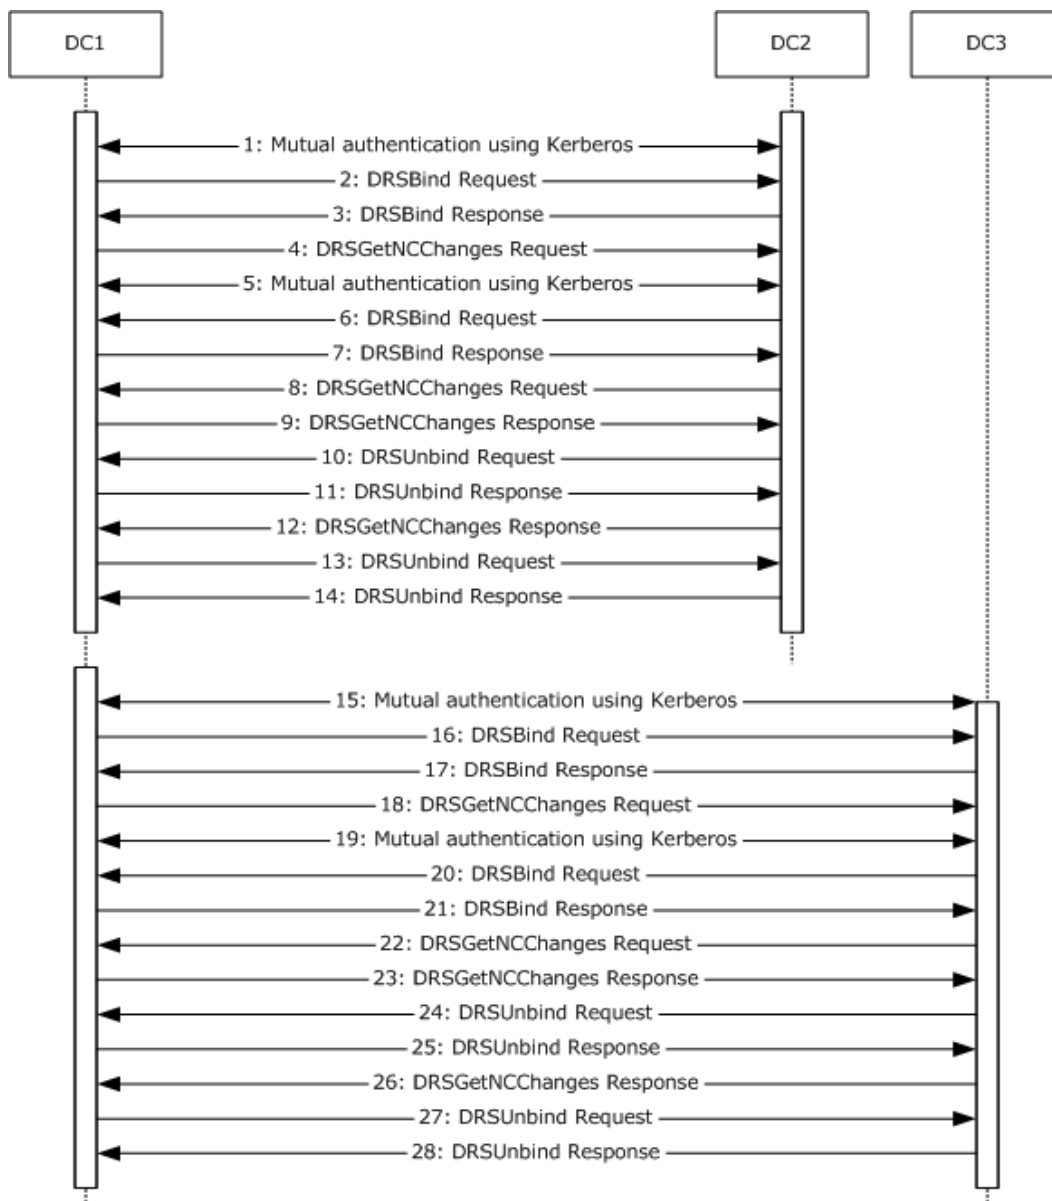 DC1
DC2
DC3
1: Mutual authentication using Kerberos
2: DRSBind Request
3: DRSBind Response
4: DRSGetNCChanges Request
5: Mutual authentication using Kerberos
6: DRSBind Request
7: DRSBind Response
8: DRSGetNCChanges Request
9: DRSGetNCChanges Response
10: DRSUnbind Request
11: DRSUnbind Response
12: DRSGetNCChanges Response
13: DRSUnbind Request
14: DRSUnbind Response
15: Mutual authentication using Kerberos
16: DRSBind Request
17: DRSBind Response
18: DRSGetNCChanges Request
19: Mutual authentication using Kerberos
20: DRSBind Request
21: DRSBind Response
22: DRSGetNCChanges Request
23: DRSGetNCChanges Response
24: DRSUnbind Request
25: DRSUnbind Response
26: DRSGetNCChanges Response
27: DRSUnbind Request
28: DRSUnbind Response